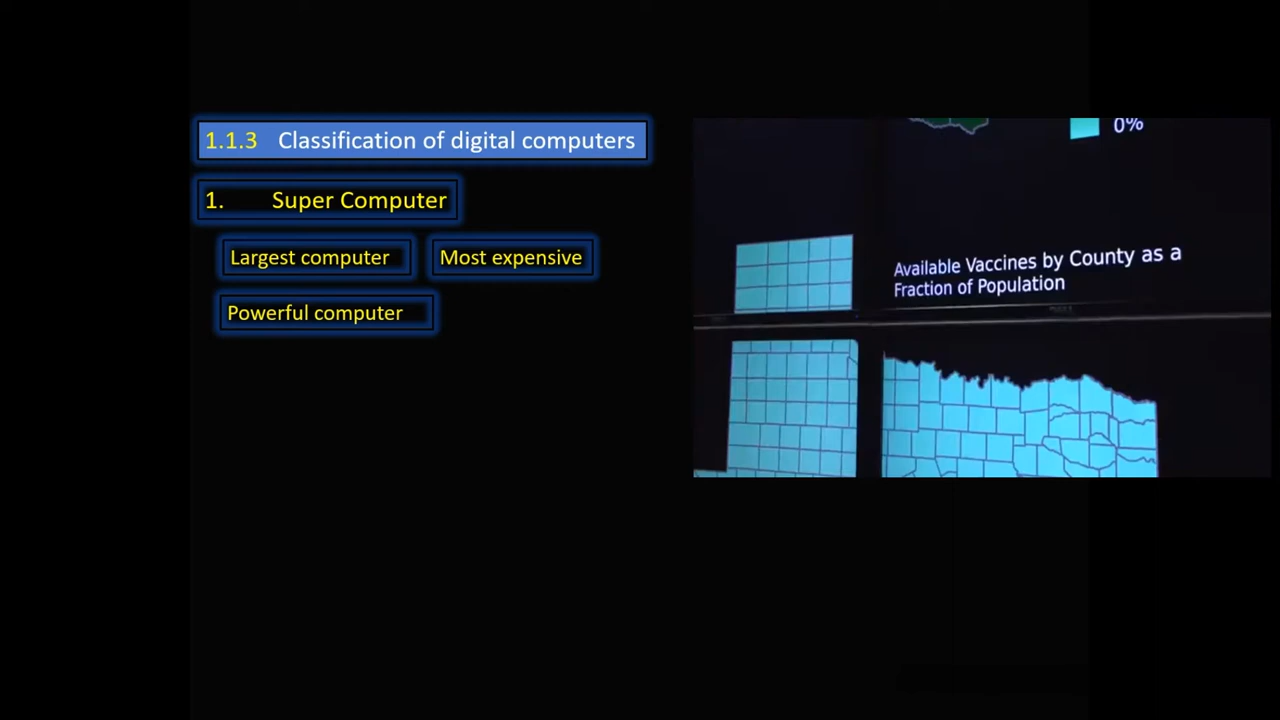 1.1.3 Classification of digital computers
1. Super Computer
Largest computer
Most expensive
Powerful computer
0%
Available Vaccines by County as a
Fraction of Population